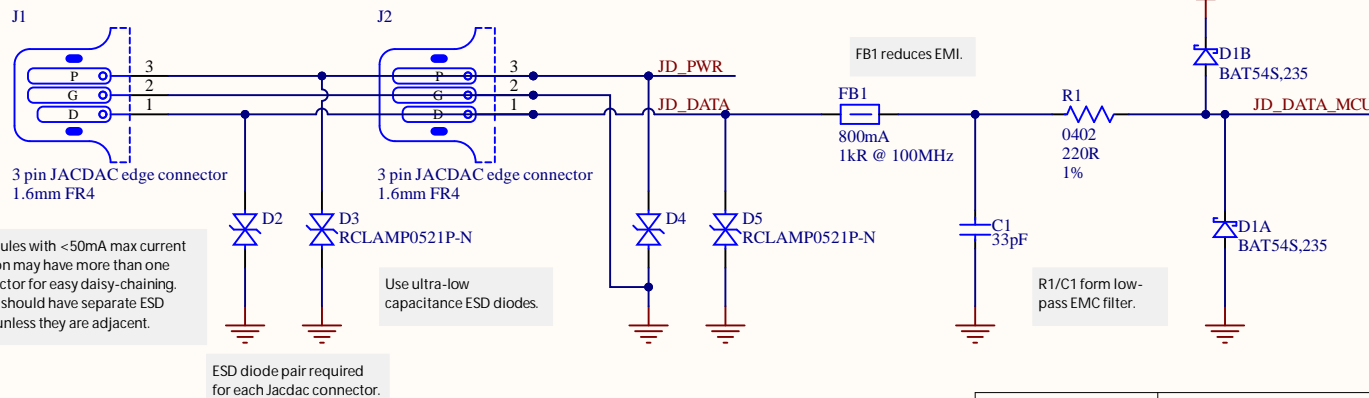 J1
J2
P
G
D
3
2
1
P
G
D
3
2
1
3 pin JACDAC edge connector
1.6mm FR4
3 pin JACDAC edge connector
1.6mm FR4
JD_PWR
JD_DATA
FB1 reduces EMI.
FB1
800mA
1kR @ 100MHz
R1
0402
220R
1%
D1B
BAT54S,235
JD_DATA_MCU
D2
D3
RCLAMP0521P-N
D4
D5
RCLAMP0521P-N
C1
33pF
D1A
BAT54S,235
with <50mA max current
may have more than one
for easy daisy-chaining.
should have separate ESD
unless they are adjacent.
Use ultra-low
capacitance ESD diodes.
R1/C1 form low-
pass EMC filter.
ESD diode pair required
for each Jacdac connector.